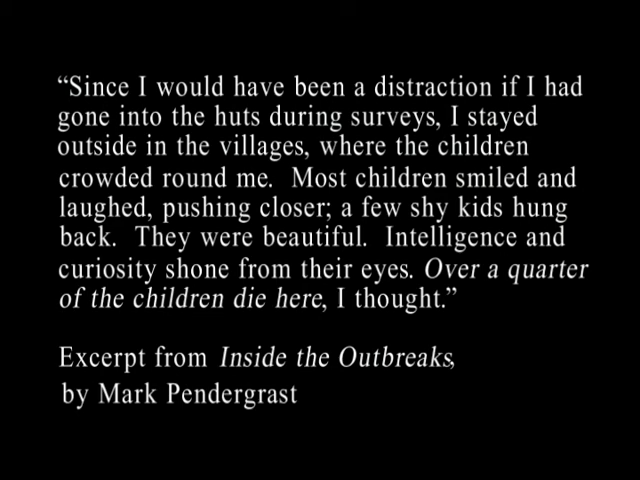 “Since I would have been a distraction if I had
gone into the huts during surveys, I stayed
outside in the villages, where the children
crowded round me.  Most children smiled and
laughed, pushing closer; a few shy kids hung
back.  They were beautiful.  Intelligence and
curiosity shone from their eyes. Over a quarter
of the children die here, I thought.”
Excerpt from Inside the Outbreaks,
by Mark Pendergrast